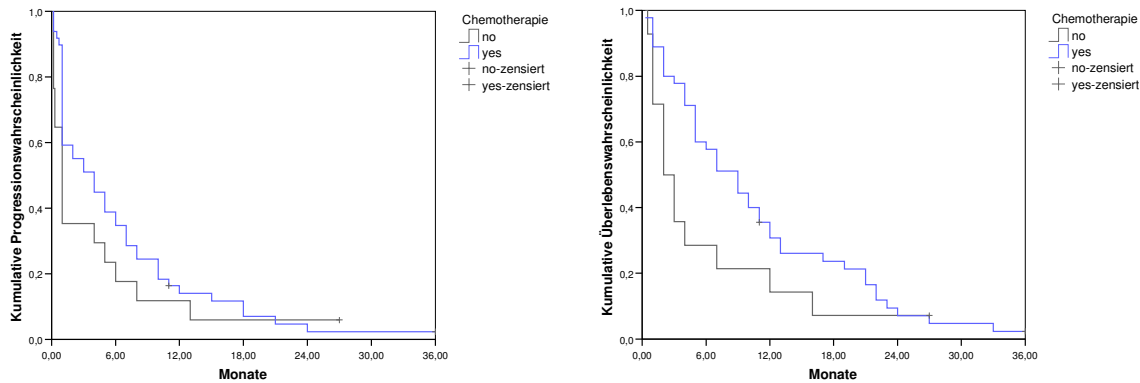 Chemotherapie
no
yes
no-zensiert
yes-zensiert
Kumulative Progressionswahrscheinlichkeit
1,0
0,8
0,6
0,4
0,2
0,0
0,00 6,00 12,00 18,00 24,00 30,00 36,00
Monate
Chemotherapie
no
yes
no-zensiert
yes-zensiert
Kumulative Überlebenswahrscheinlichkeit
1,0
0,8
0,6
0,4
0,2
0,0
0,00 6,00 12,00 18,00 24,00 30,00 36,00
Monate